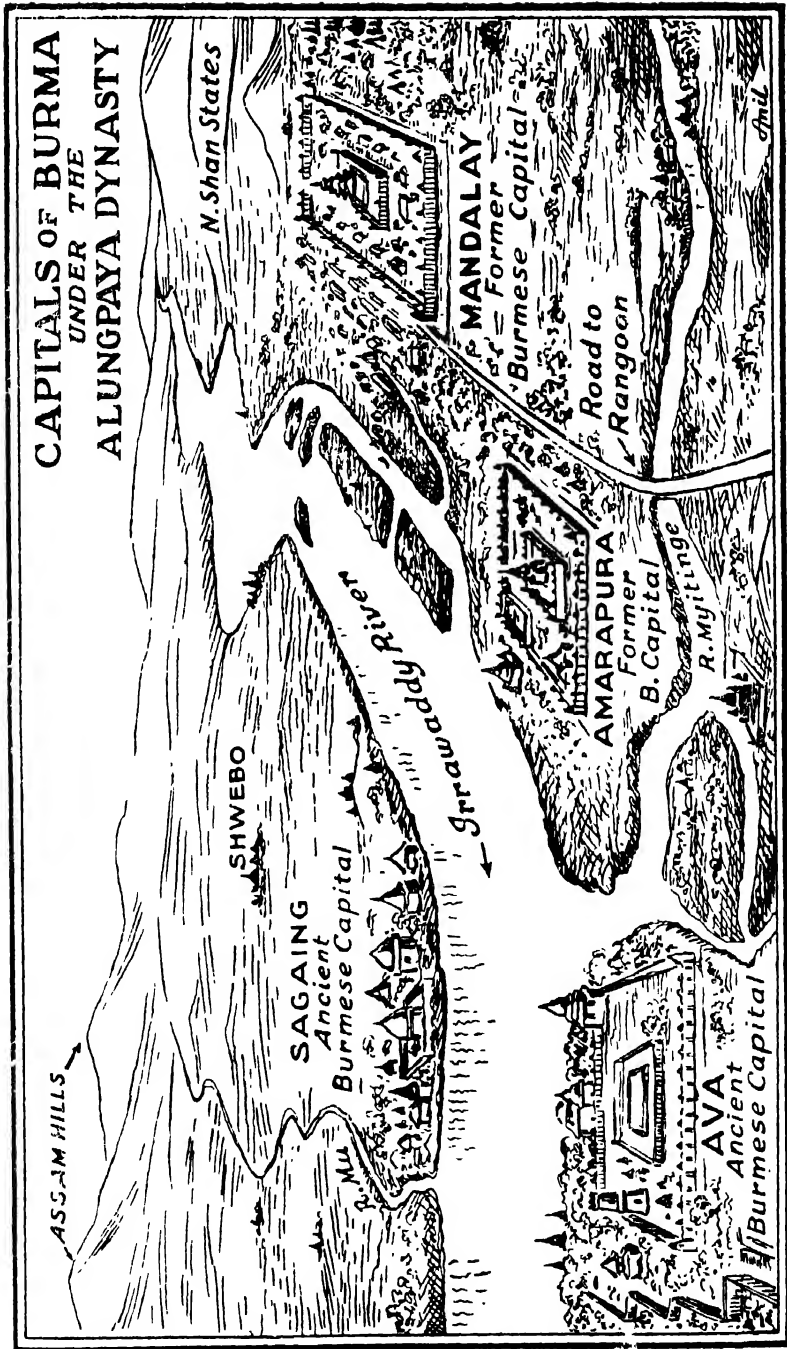 CAPITALS OF BURMA
UNDER THE
ALUNGPAYA DYNASTY
ASSAM HILLS
N. Shan States
SHWEBO
SAGAING
Ancient
Burmese Capital
R. Mu
Irrawaddy River
MANDALAY
Former
Burmese Capital
Road to
Rangoon
AMARAPURA
Former
B. Capital
R. Myitinge
AVA
Ancient
Burmese Capital
Anil